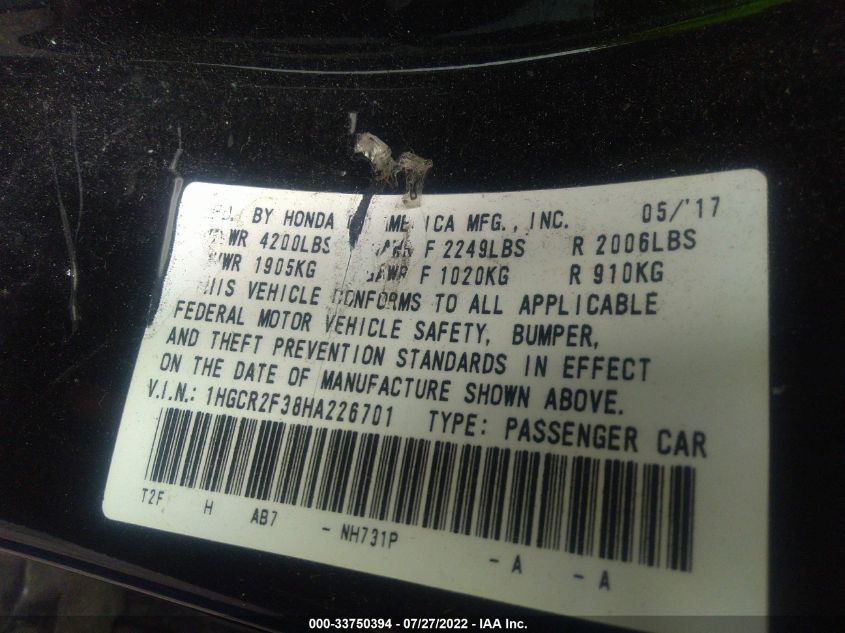 BY HONDA MFG., INC. 05/'17
4200LBS F 2249LBS R 2006LBS
1905KG GAWR F 1020KG R 910KG
VEHICLE CONFORMS TO ALL APPLICABLE
FEDERAL MOTOR VEHICLE SAFETY, BUMPER,
AND THEFT PREVENTION STANDARDS IN EFFECT
ON THE DATE OF MANUFACTURE SHOWN ABOVE.
V.I.N.: 1HGCR2F38HA226701 TYPE: PASSENGER CAR
T2F H AB7 - NH731P - A - A
000-33750394 - 07/27/2022 - IAA Inc.